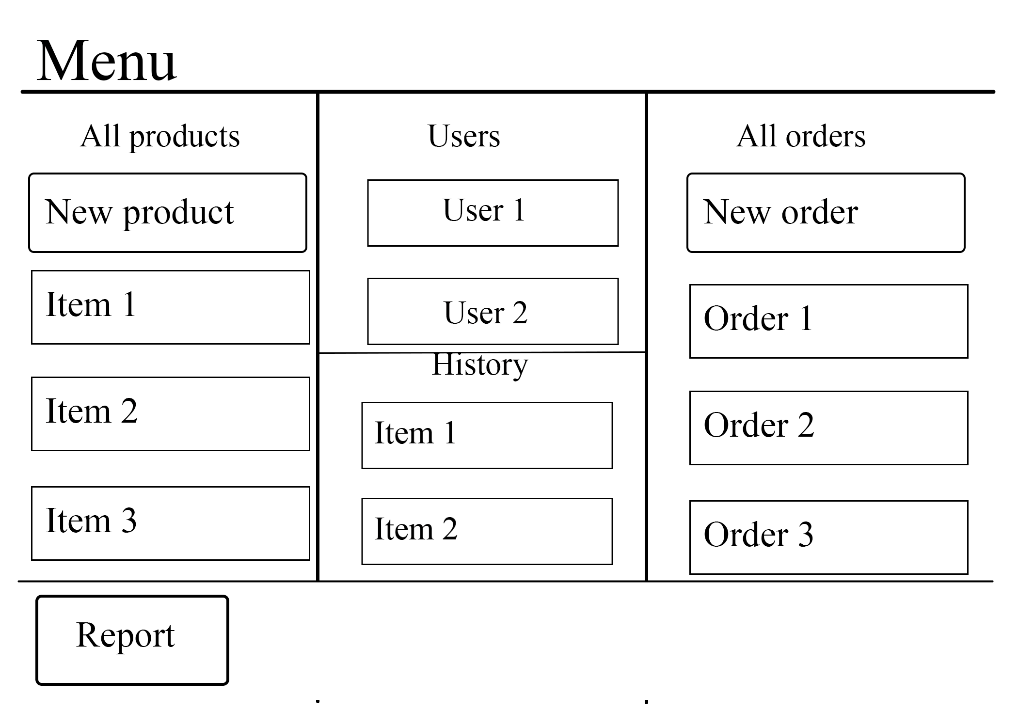 Menu
All products
New product
Item 1
Item 2
Item 3
Users
User 1
User 2
History
Item 1
Item 2
All orders
New order
Order 1
Order 2
Order 3
Report